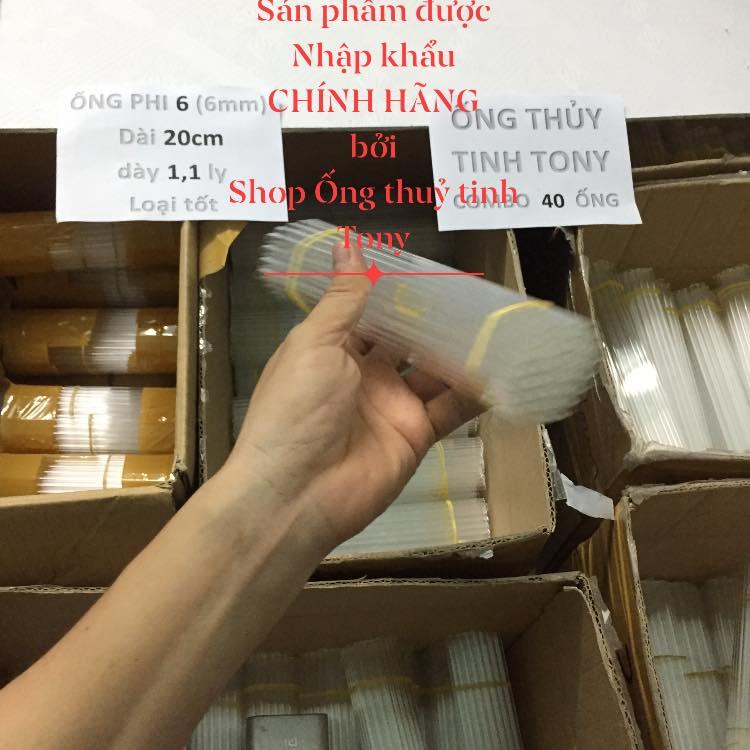 Sản phẩm được
Nhập khẩu
CHÍNH HÃNG
bởi
Shop Ống thuỷ tinh
Tony
ỐNG PHI 6 (6mm)
Dài 20cm
dày 1,1 ly
Loại tốt
ỐNG THỦY
TINH TONY
COMBO 40 ỐNG